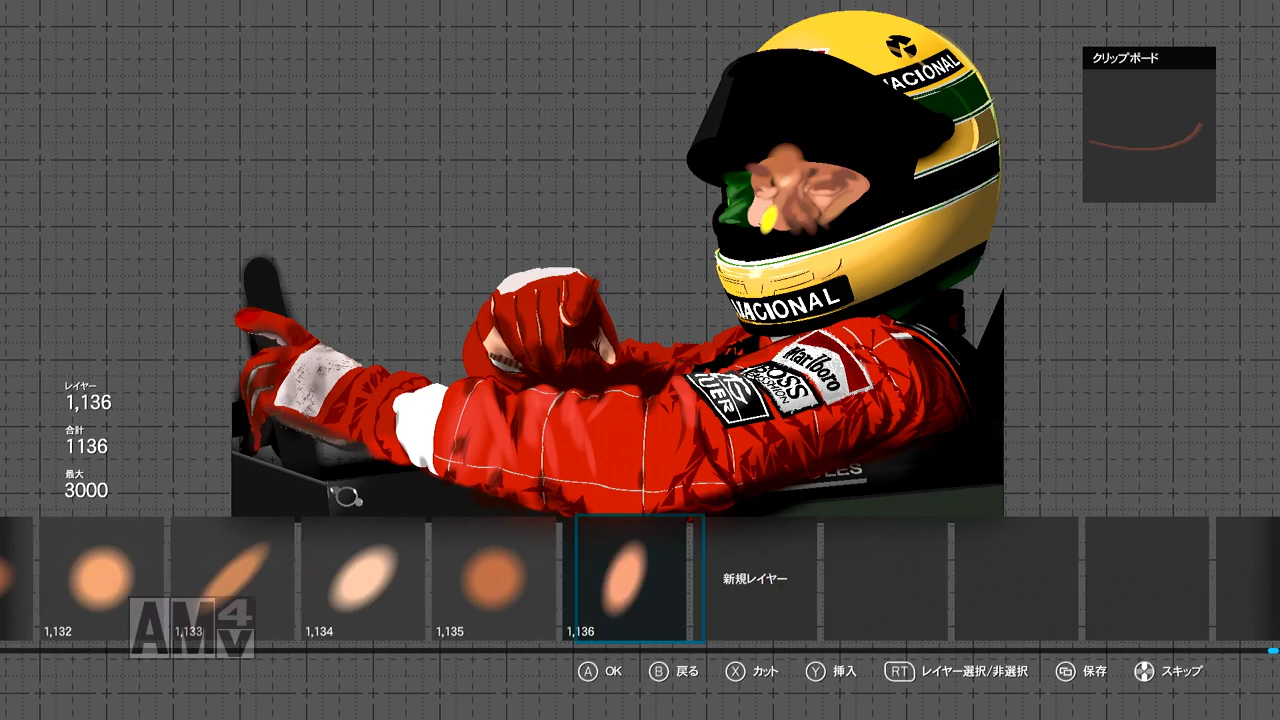 クリップボード
NACIONAL
NACIONAL
Marlboro
BOSS
FASHION
レイヤー
1,136
合計
1136
最大
3000
新規レイヤー
1,132
1,133
1,134
1,135
1,136
AM4V
A OK
B 戻る
X カット
Y 挿入
RT レイヤー選択/非選択
保存
スキップ